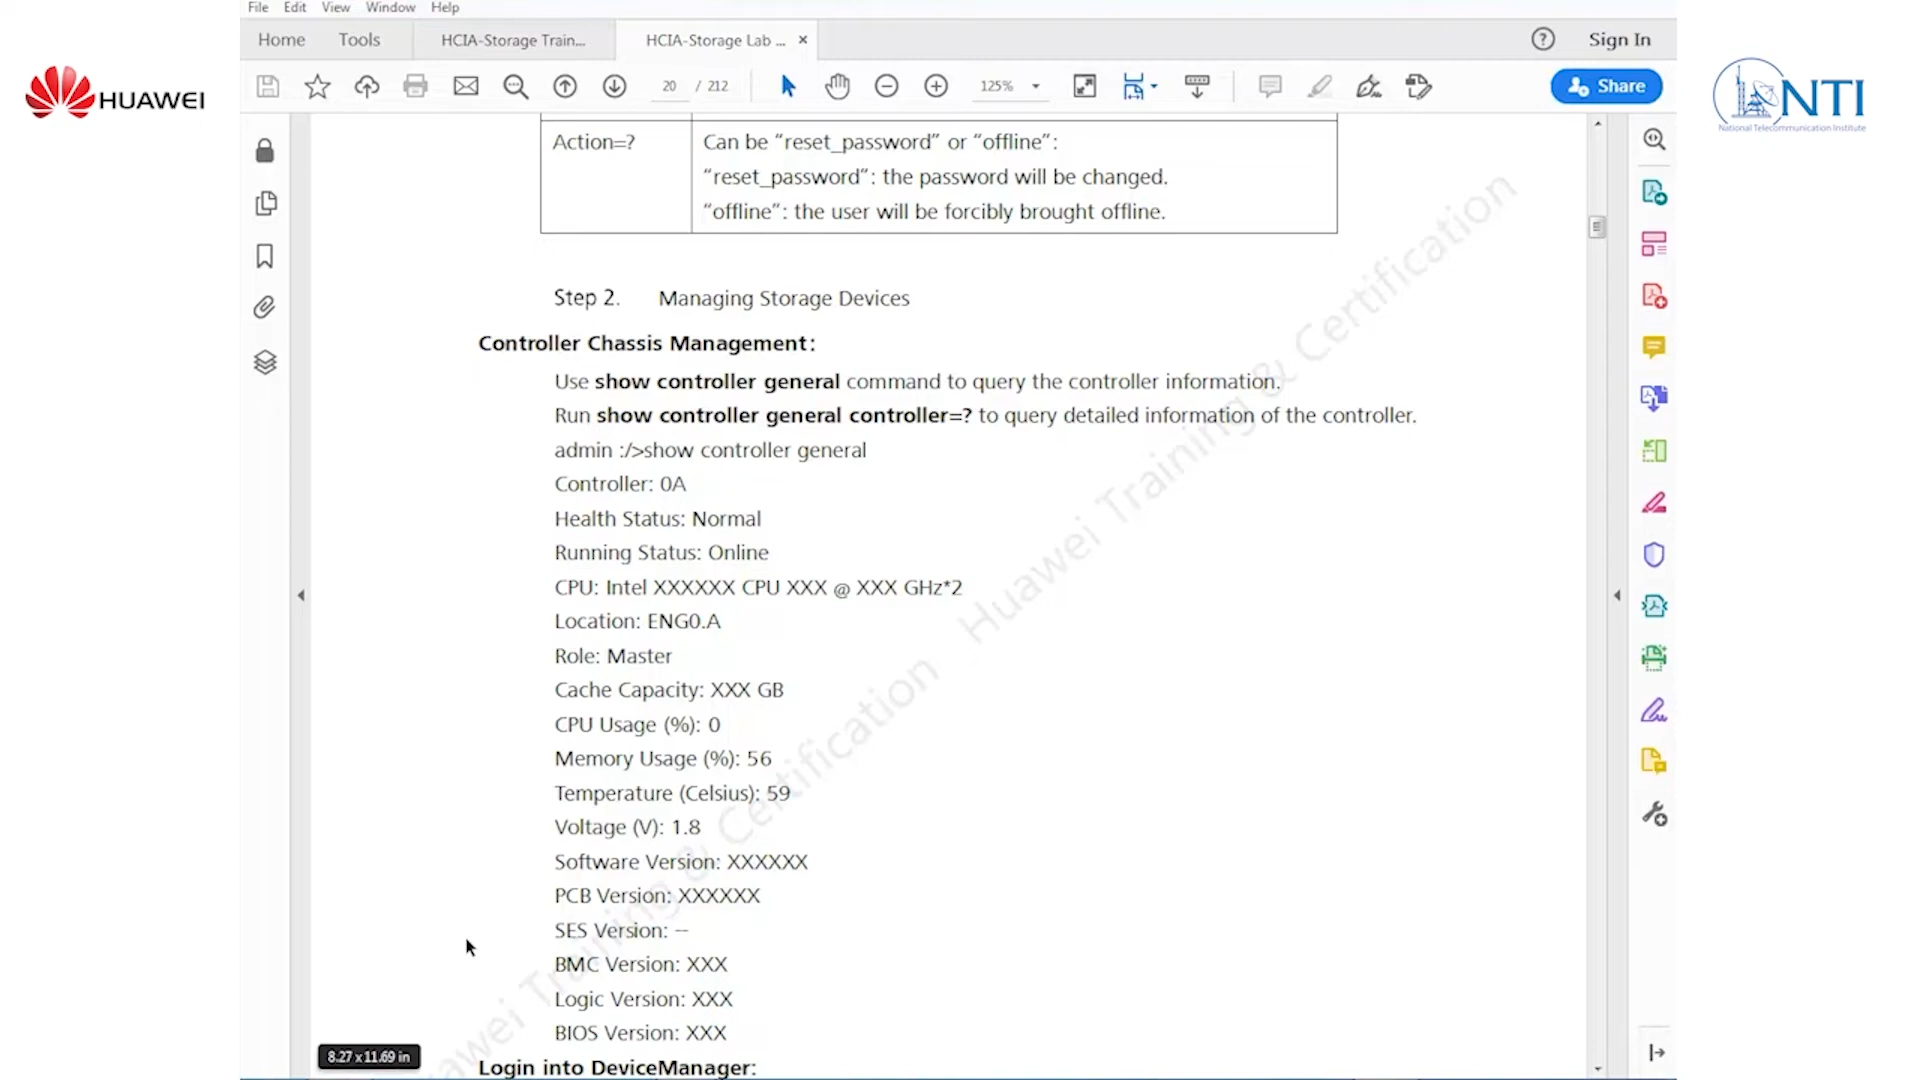 File Edit View Window Help
Home Tools HCIA-Storage Train... HCIA-Storage Lab ... Sign In
20 / 212 125% Share
HUAWEI
NTI
National Telecommunication Institute
Action=? Can be “reset_password” or “offline”:
“reset_password”: the password will be changed.
“offline”: the user will be forcibly brought offline.
Step 2. Managing Storage Devices
Controller Chassis Management:
Use show controller general command to query the controller information.
Run show controller general controller=? to query detailed information of the controller.
admin :/>show controller general
Controller: 0A
Health Status: Normal
Running Status: Online
CPU: Intel XXXXXX CPU XXX @ XXX GHz*2
Location: ENG0.A
Role: Master
Cache Capacity: XXX GB
CPU Usage (%): 0
Memory Usage (%): 56
Temperature (Celsius): 59
Voltage (V): 1.8
Software Version: XXXXXX
PCB Version: XXXXXX
SES Version: --
BMC Version: XXX
Logic Version: XXX
BIOS Version: XXX
Login into DeviceManager:
8.27 x 11.69 in
Huawei Training & Certification
awei Training & Certification